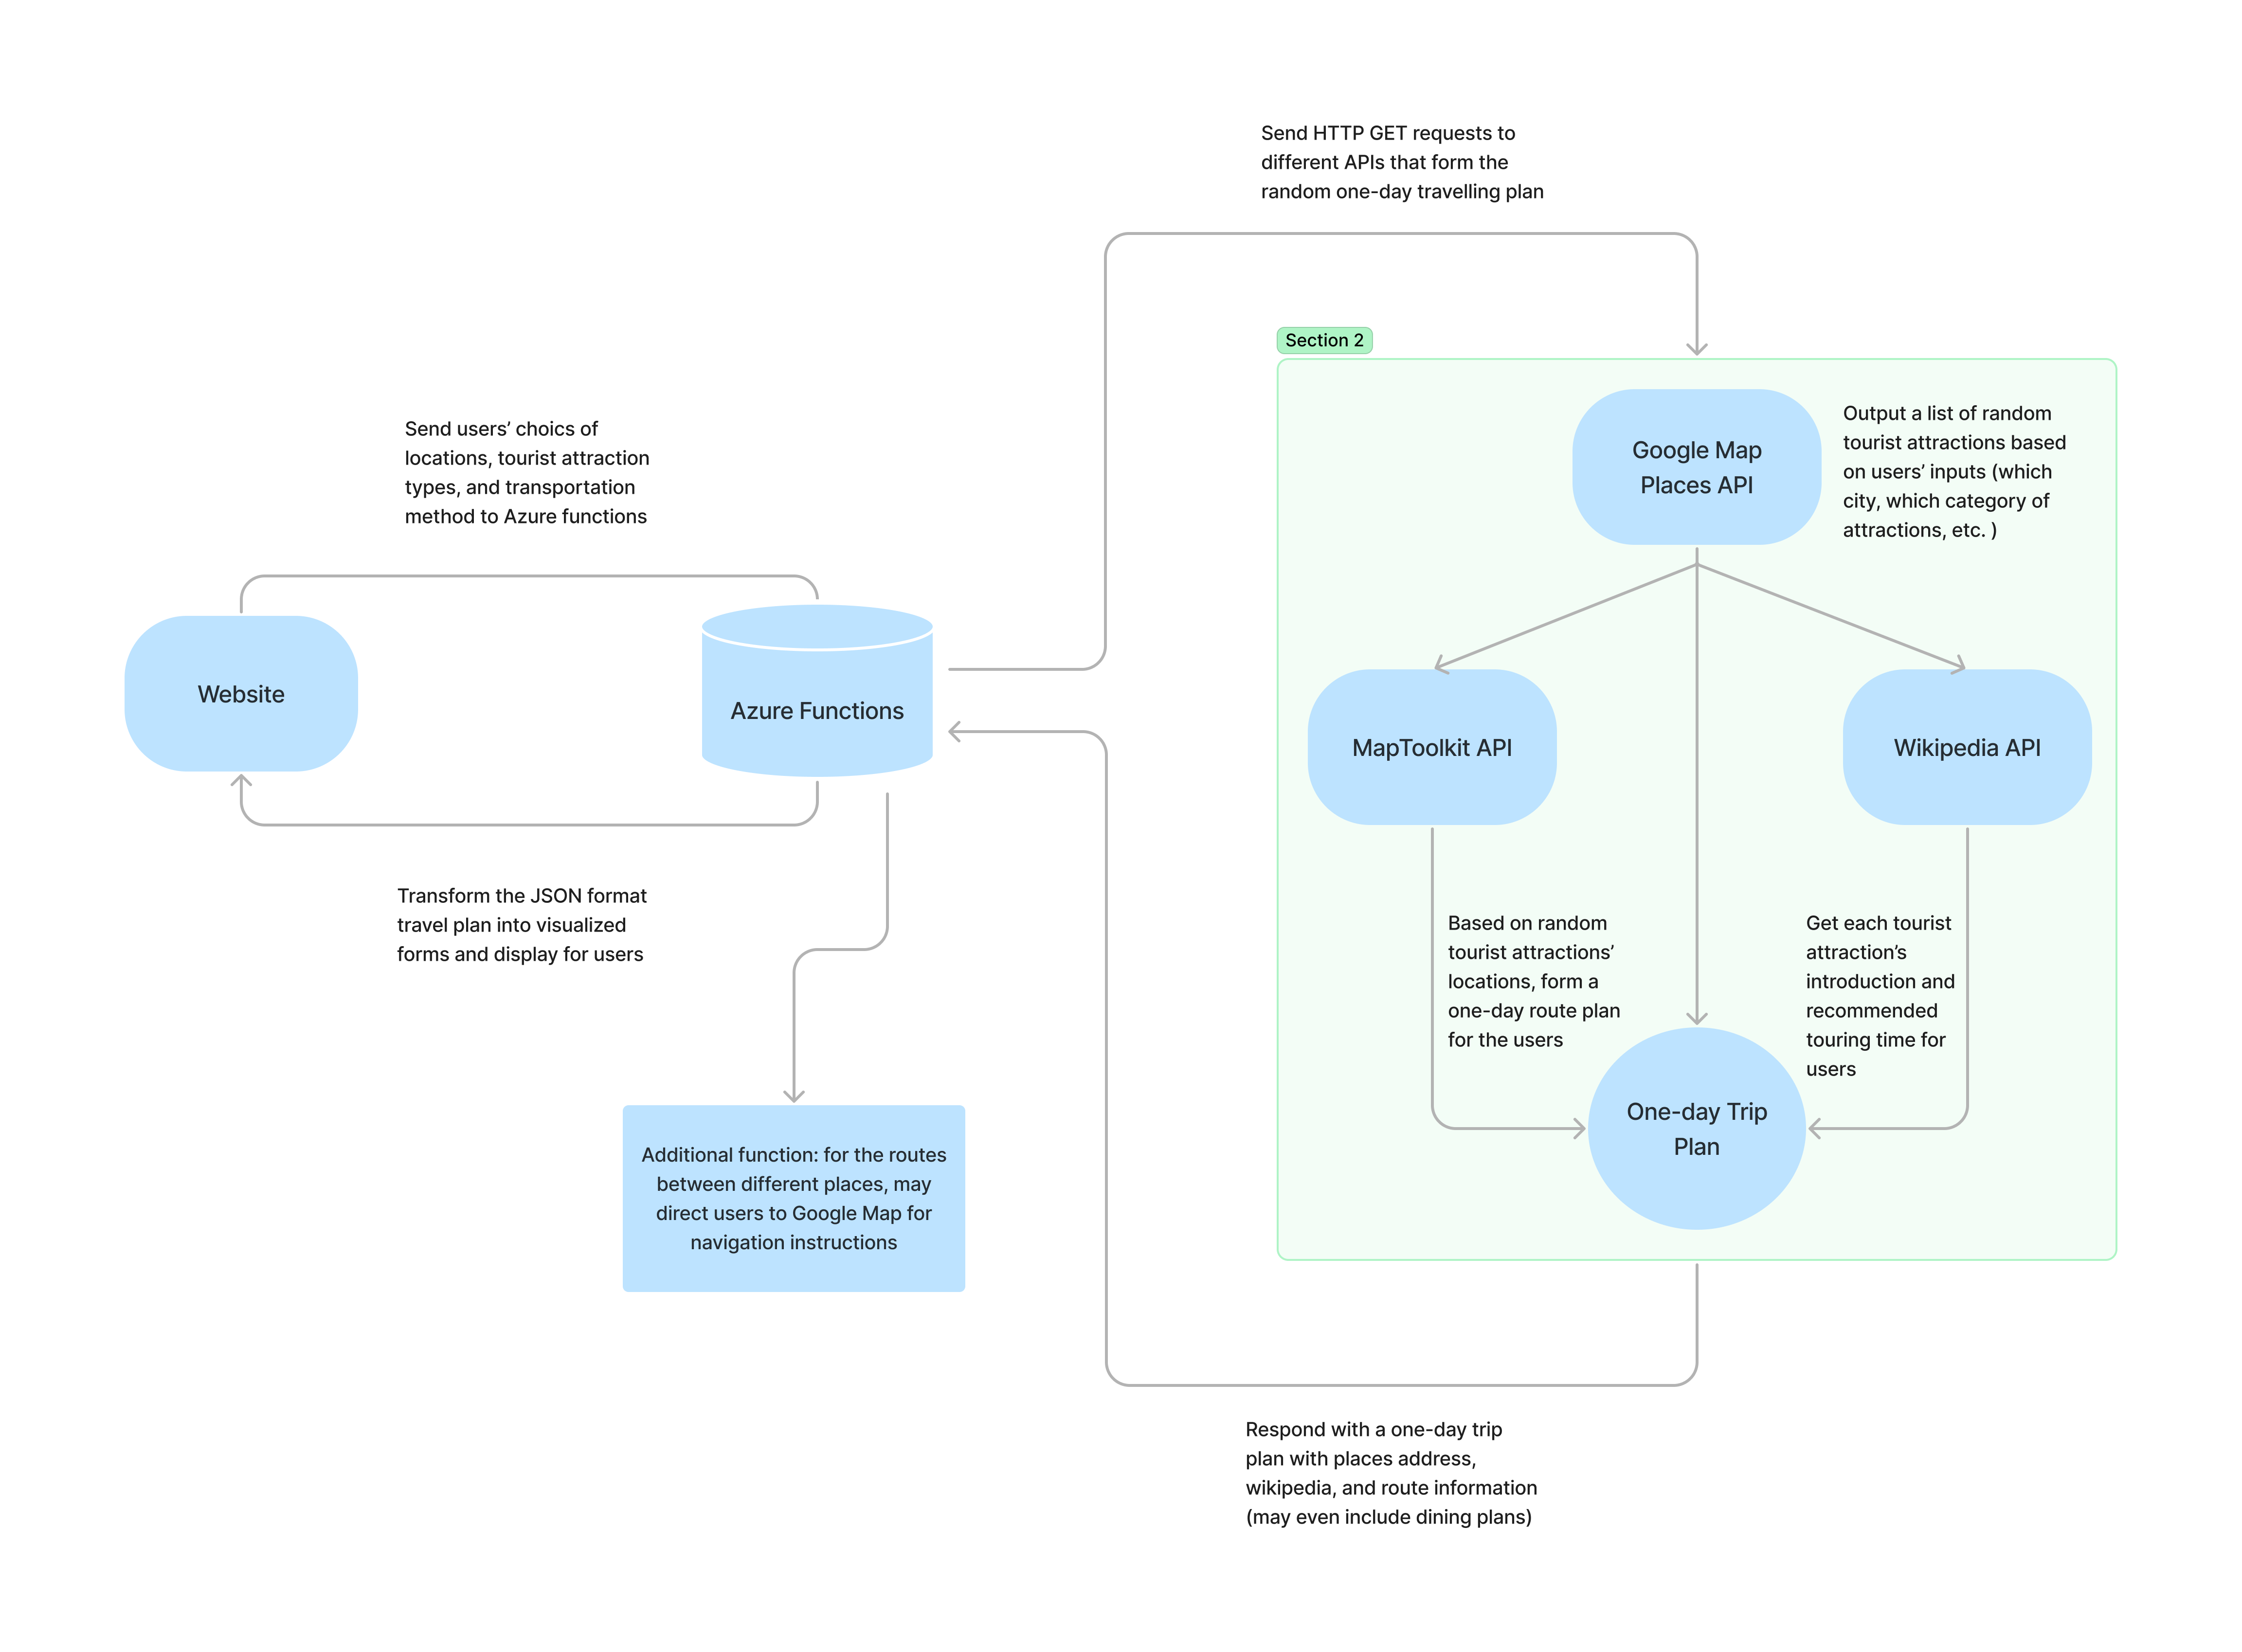 Send HTTP GET requests to
different APIs that form the
random one-day travelling plan
Section 2
Google Map
Places API
Output a list of random
tourist attractions based
on users’ inputs (which
city, which category of
attractions, etc. )
Send users’ choics of
locations, tourist attraction
types, and transportation
method to Azure functions
Website
Azure Functions
MapToolkit API
Wikipedia API
Transform the JSON format
travel plan into visualized
forms and display for users
Based on random
tourist attractions’
locations, form a
one-day route plan
for the users
Get each tourist
attraction’s
introduction and
recommended
touring time for
users
One-day Trip
Plan
Additional function: for the routes
between different places, may
direct users to Google Map for
navigation instructions
Respond with a one-day trip
plan with places address,
wikipedia, and route information
(may even include dining plans)